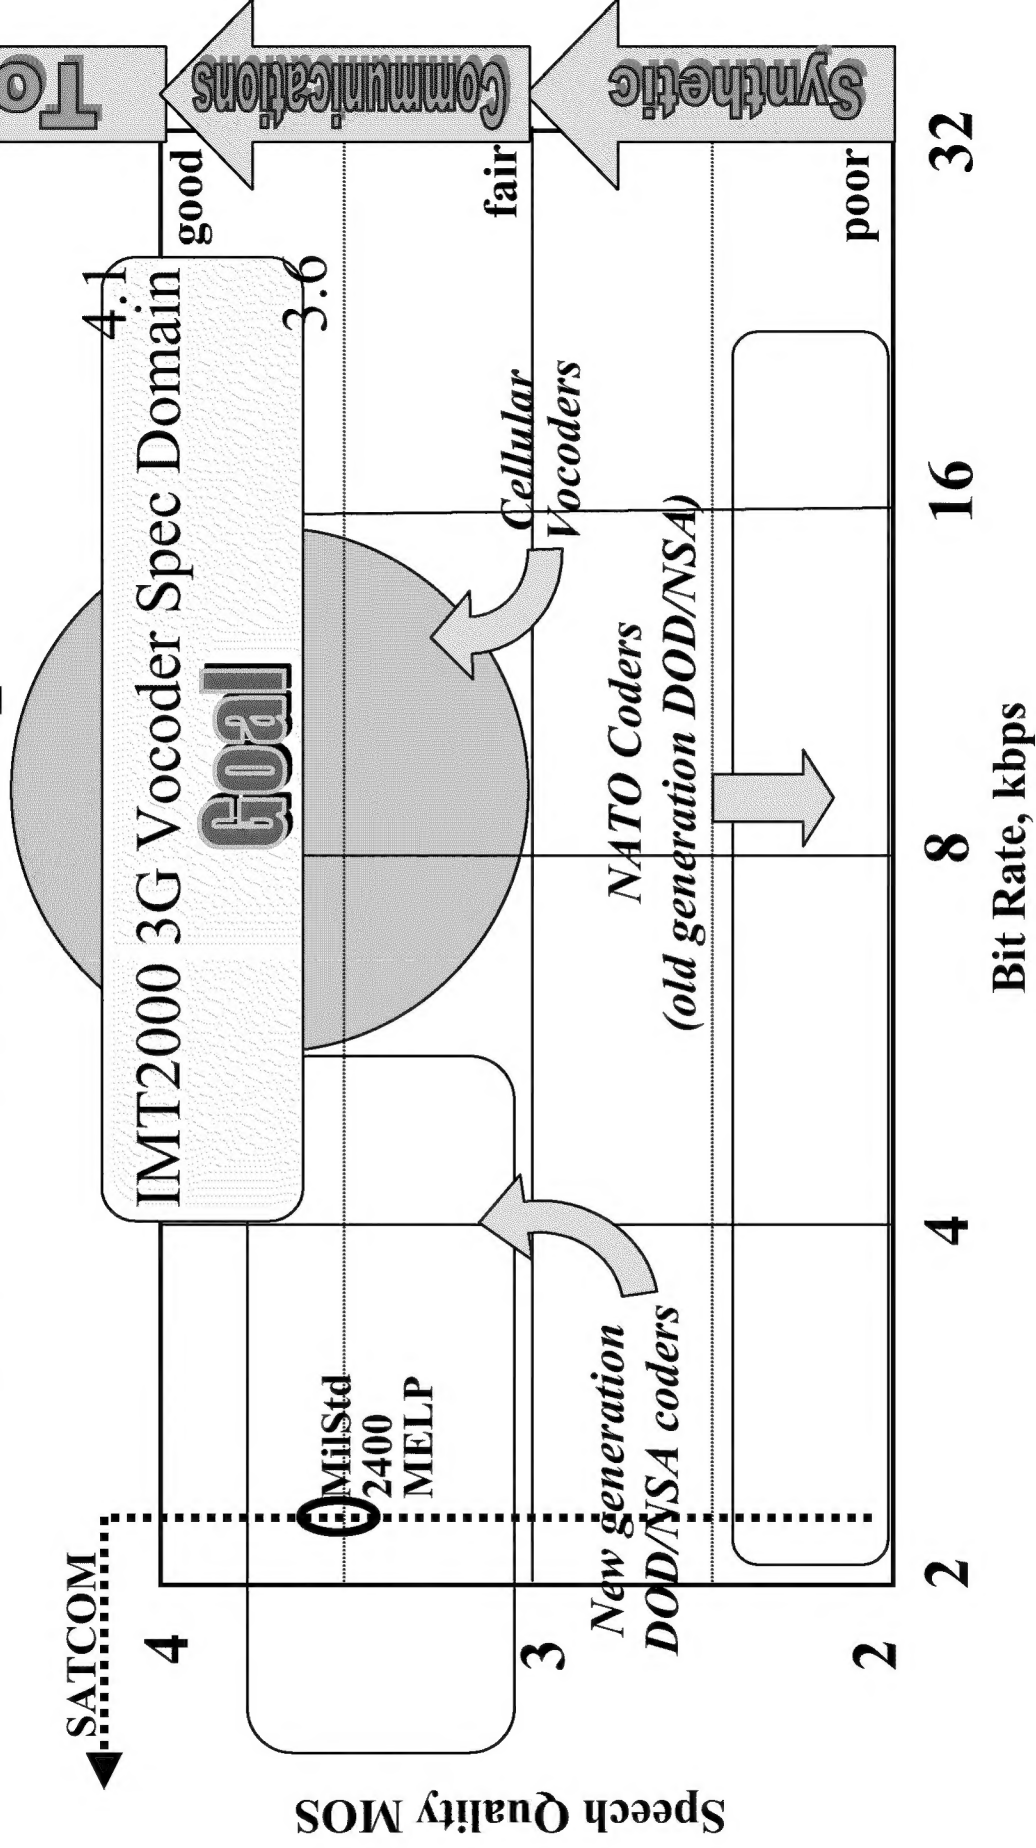 SATCOM
4
3
2
Speech Quality MOS
MilStd
2400
MELP
IMT2000 3G Vocoder Spec Domain
Goal
4.1
3.6
good
fair
poor
To
Communications
Synthetic
Cellular
Vocoders
NATO Coders
(old generation DOD/NSA)
New generation
DOD/NSA coders
2
4
8
16
32
Bit Rate, kbps